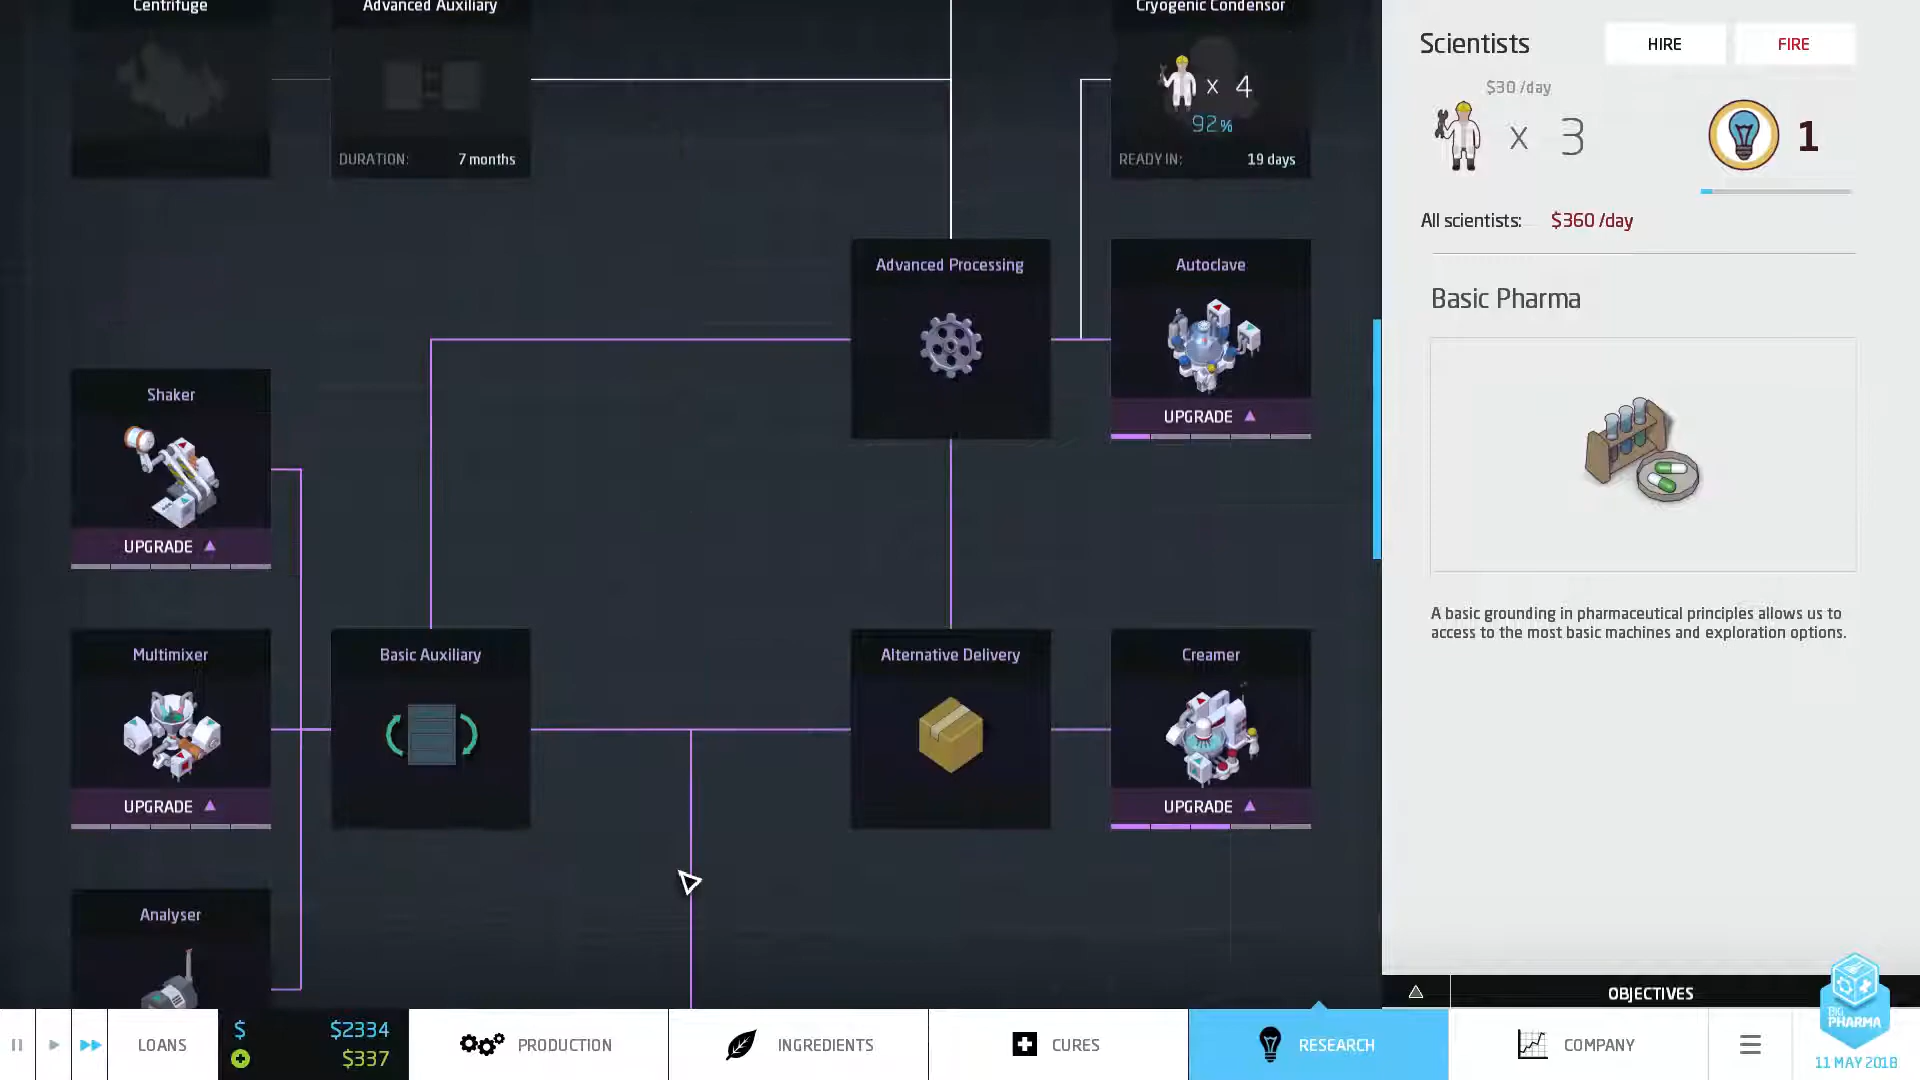 Centrifuge
Advanced Auxiliary
DURATION: 7 months
Cryogenic Condensor
x 4
92%
READY IN: 19 days
Advanced Processing
Autoclave
UPGRADE
Shaker
UPGRADE
Multimixer
UPGRADE
Basic Auxiliary
Alternative Delivery
Creamer
UPGRADE
Analyser
Scientists
HIRE
FIRE
$30 /day
x 3
1
All scientists: $360 /day
Basic Pharma
A basic grounding in pharmaceutical principles allows us to
access to the most basic machines and exploration options.
OBJECTIVES
LOANS
$ $2334
$337
PRODUCTION
INGREDIENTS
CURES
RESEARCH
COMPANY
BIG
PHARMA
11 MAY 2018